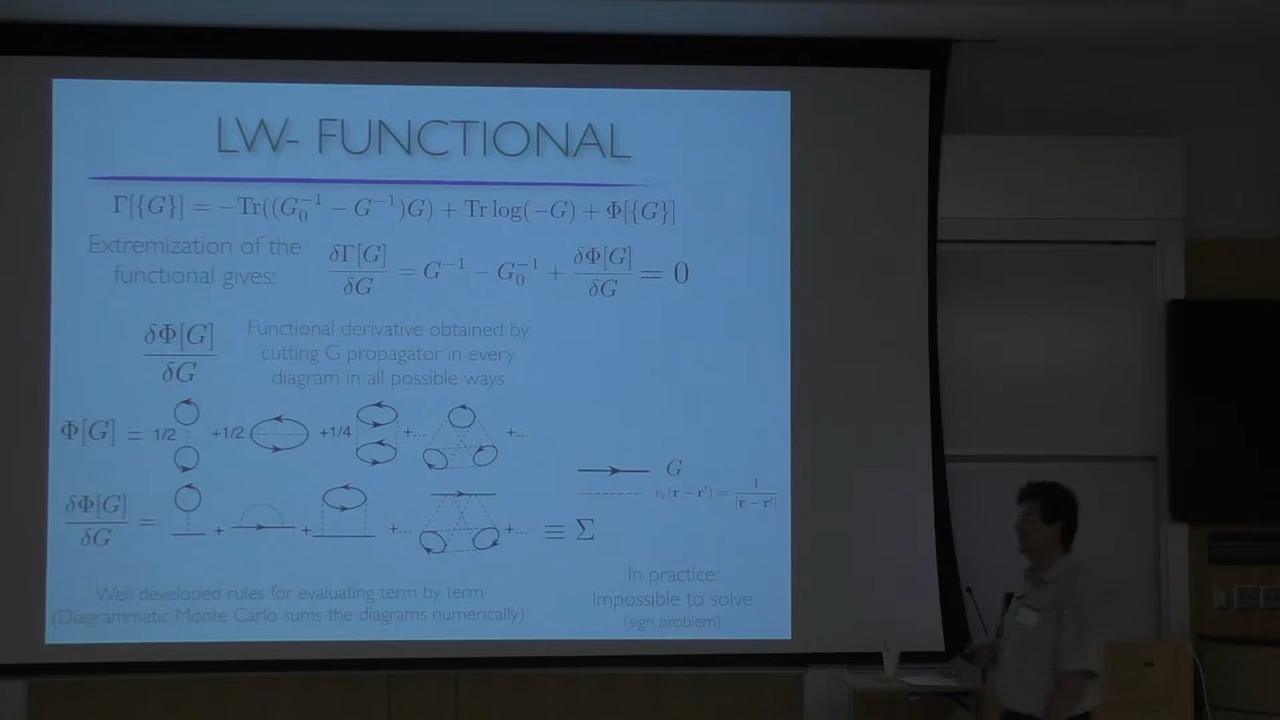 LW- FUNCTIONAL
Γ[{G}] = −Tr((G₀⁻¹ − G⁻¹)G) + Tr log(−G) + Φ[{G}]
Extremization of the
functional gives:
δΓ[G]/δG = G⁻¹ − G₀⁻¹ + δΦ[G]/δG = 0
δΦ[G]/δG
Functional derivative obtained by
cutting G propagator in every
diagram in all possible ways
Φ[G] = 1/2 +1/2 +1/4 +... +...
G
v_c(r − r′) = 1/|r − r′|
δΦ[G]/δG = + + +... +... ≡ Σ
Well developed rules for evaluating term by term
(Diagrammatic Monte Carlo sums the diagrams numerically)
In practice:
Impossible to solve
(sign problem)